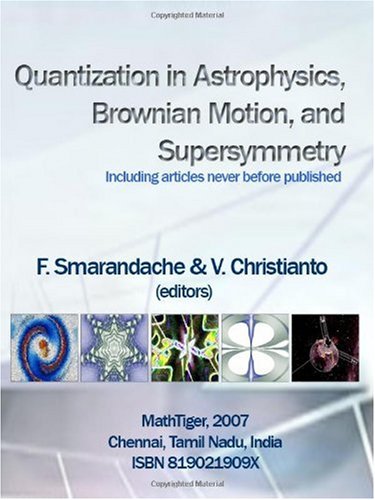 Copyrighted Material
Quantization in Astrophysics,
Brownian Motion, and
Supersymmetry
Including articles never before published
F. Smarandache & V. Christianto
(editors)
MathTiger, 2007
Chennai, Tamil Nadu, India
ISBN 819021909X
Copyrighted Material